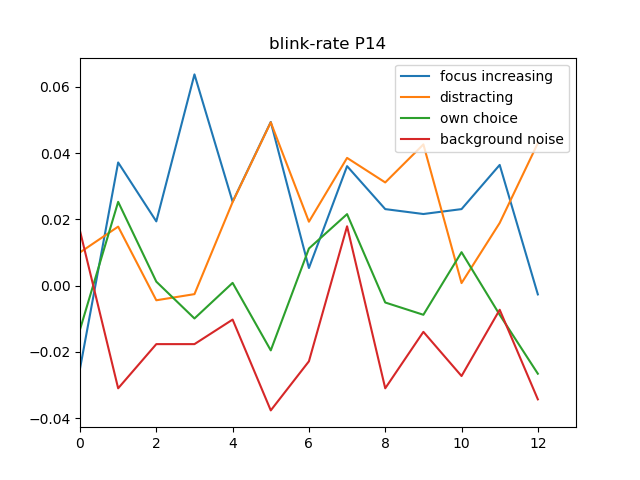 blink-rate P14
focus increasing
distracting
own choice
background noise
0.06
0.04
0.02
0.00
−0.02
−0.04
0 2 4 6 8 10 12